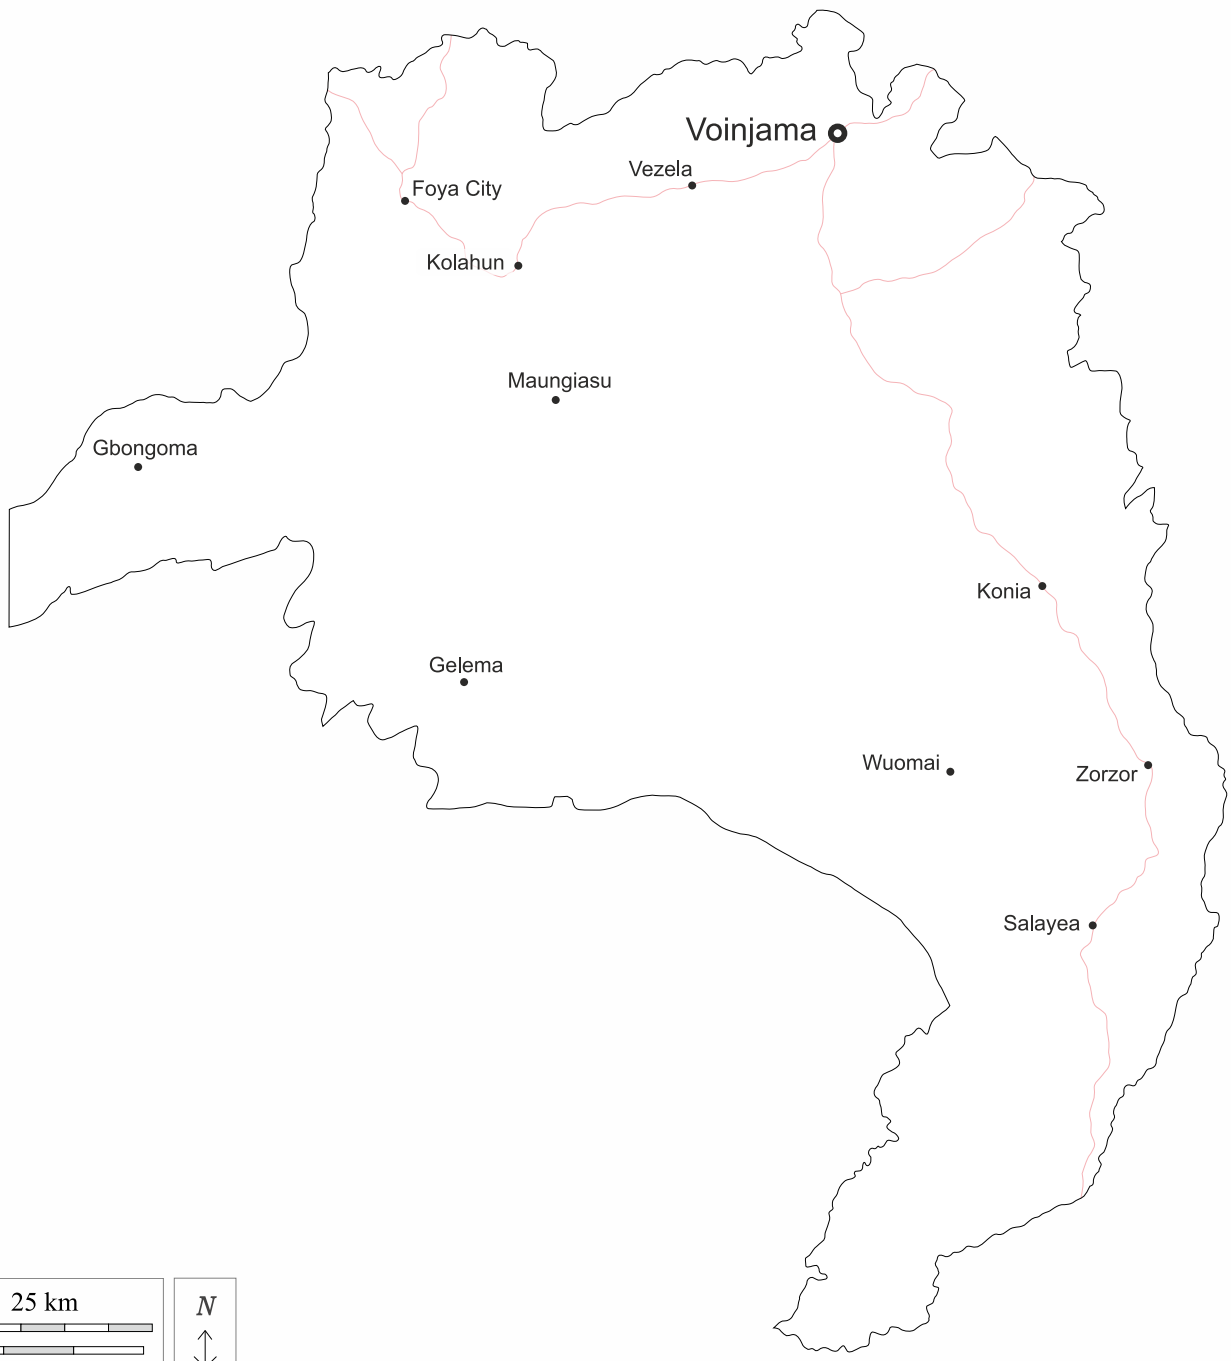 Voinjama
Vezela
Foya City
Kolahun
Maungiasu
Gbongoma
Konia
Gelema
Wuomai
Zorzor
Salayea
25 km
N